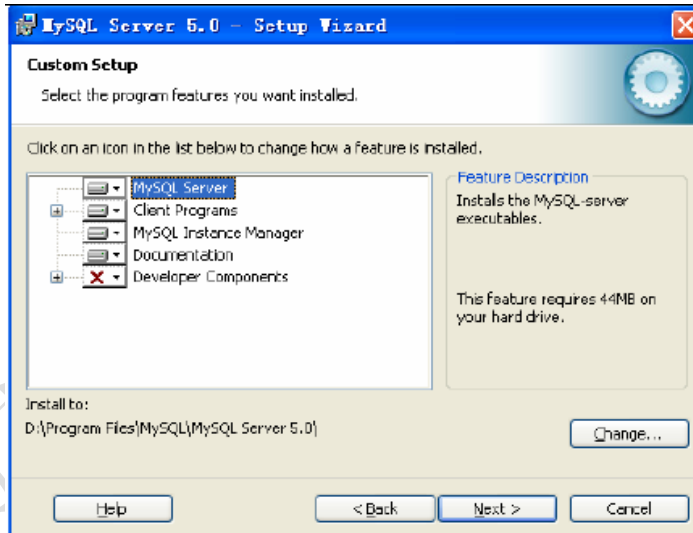 MySQL Server 5.0 - Setup Wizard
Custom Setup
Select the program features you want installed.
Click on an icon in the list below to change how a feature is installed.
MySQL Server
Client Programs
MySQL Instance Manager
Documentation
Developer Components
Feature Description
Installs the MySQL-server
executables.
This feature requires 44MB on
your hard drive.
Install to:
D:\Program Files\MySQL\MySQL Server 5.0\
Change...
Help
< Back
Next >
Cancel